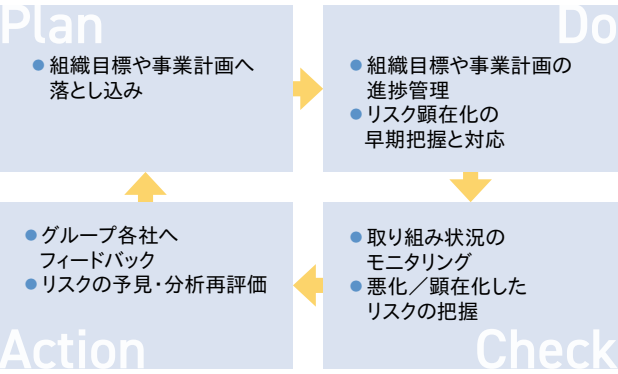 Plan
●組織目標や事業計画へ
落とし込み
Do
●組織目標や事業計画の
進捗管理
●リスク顕在化の
早期把握と対応
●グループ各社へ
フィードバック
●リスクの予見・分析再評価
Action
●取り組み状況の
モニタリング
●悪化／顕在化した
リスクの把握
Check